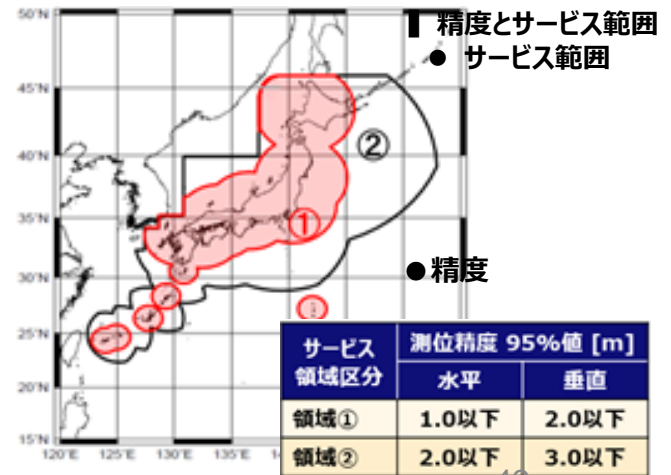 精度とサービス範囲
● サービス範囲
50°N
45°N
40°N
35°N
30°N
25°N
20°N
15°N
120°E
125°E
130°E
135°E
①
②
●精度
サービス領域区分
測位精度 95%値 [m]
水平
垂直
領域① 1.0以下 2.0以下
領域② 2.0以下 3.0以下